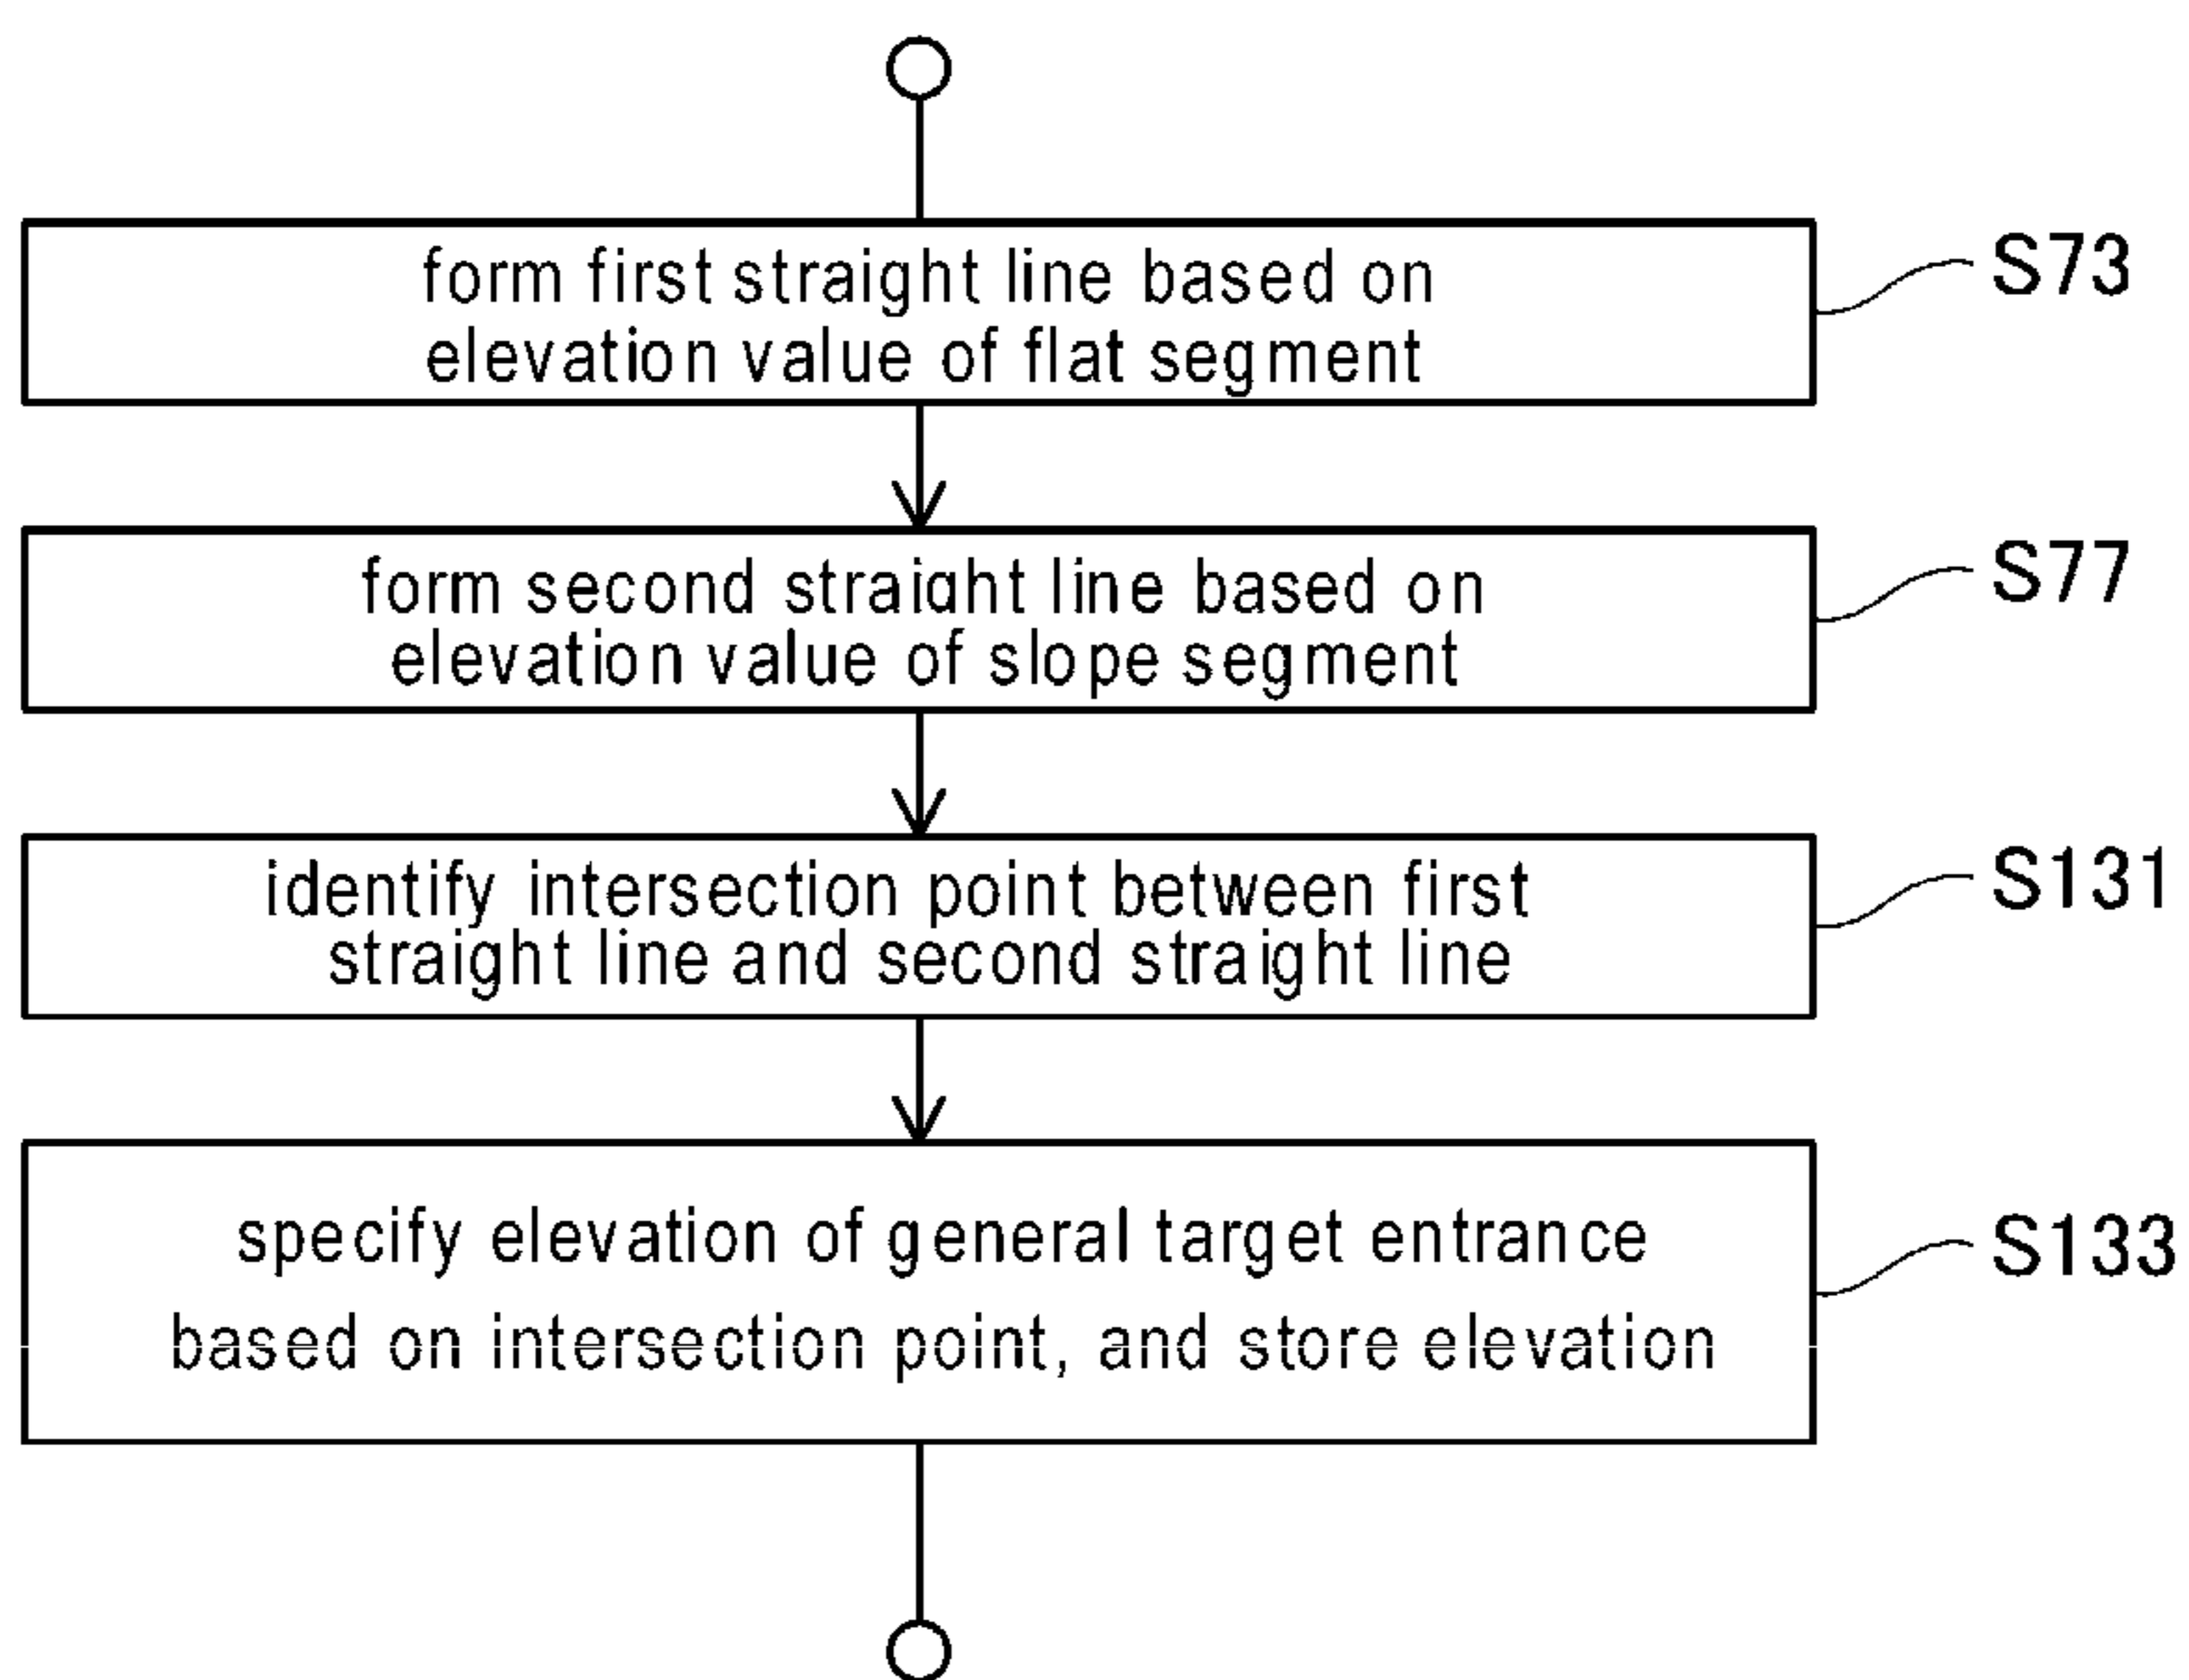 form first straight line based on
elevation value of flat segment
S73
form second straight line based on
elevation value of slope segment
S77
identify intersection point between first
straight line and second straight line
S131
specify elevation of general target entrance
based on intersection point, and store elevation
S133